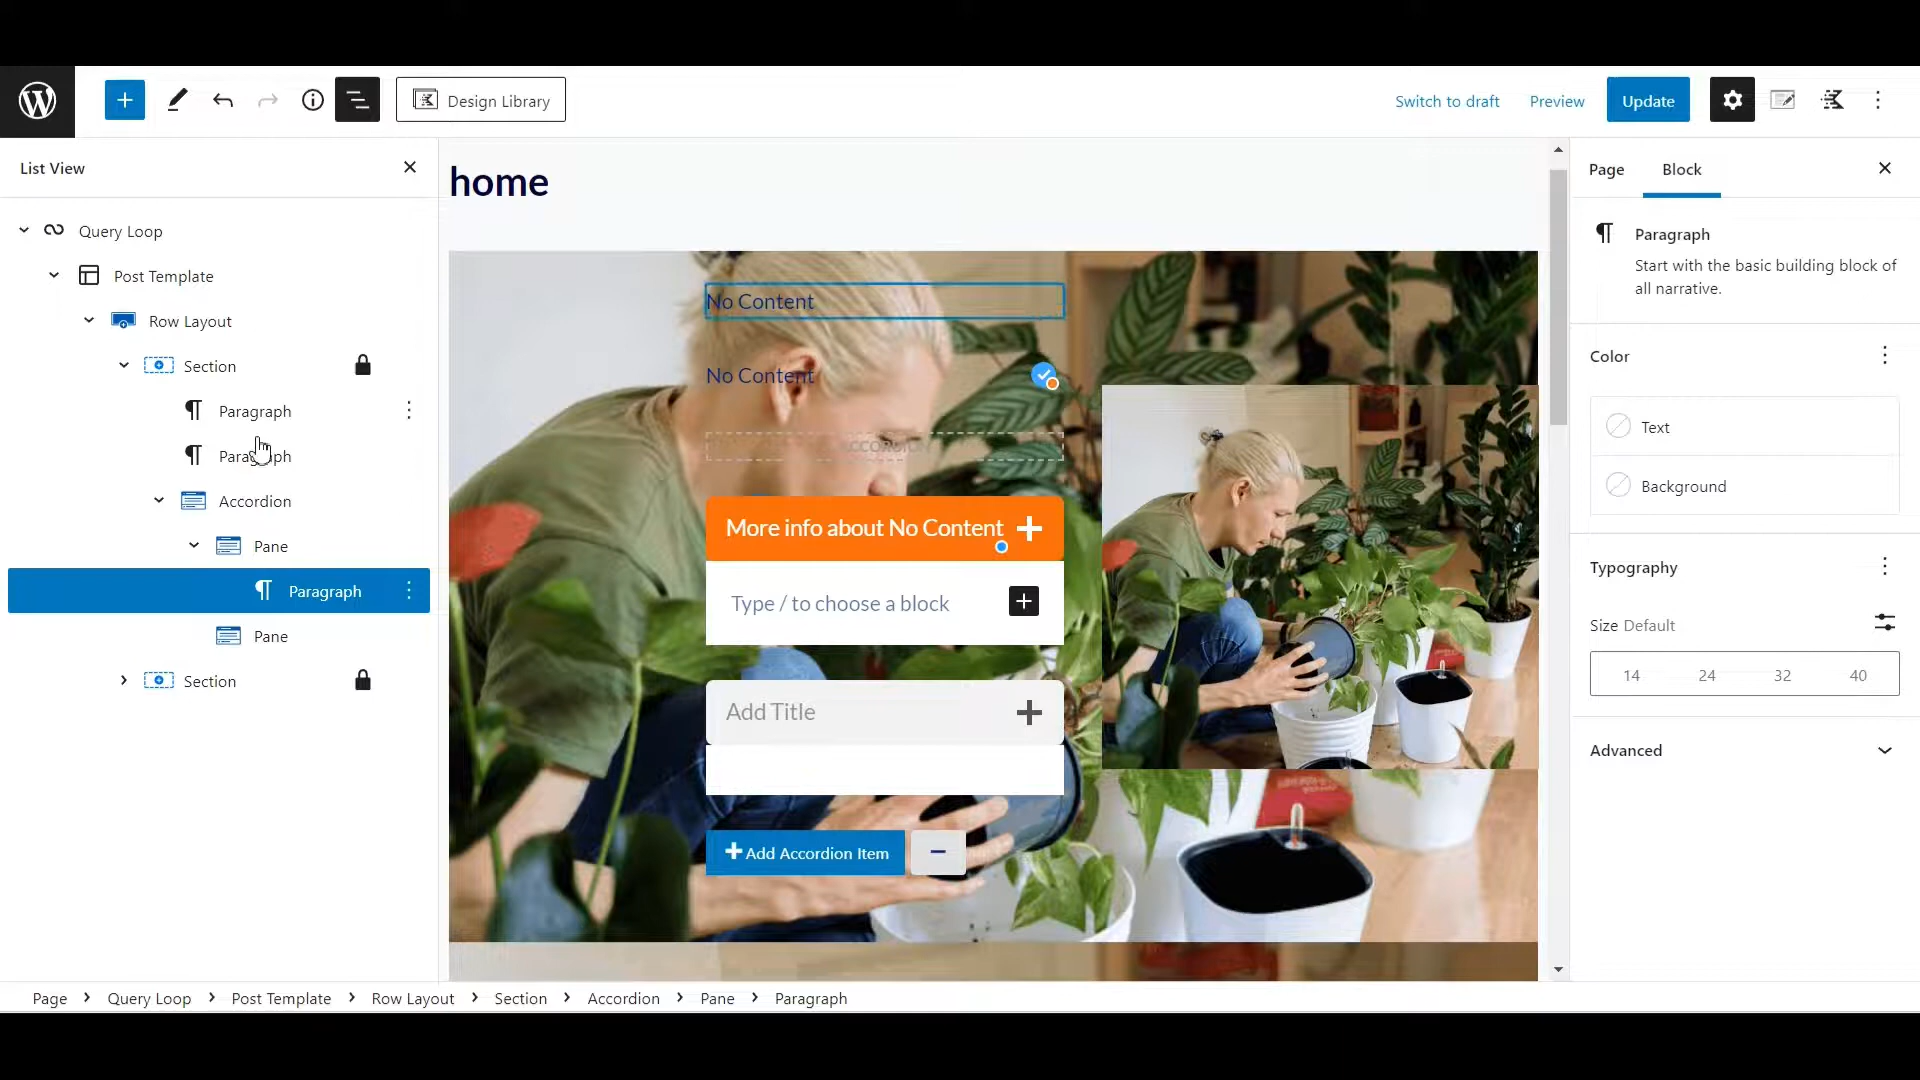 Design Library
Switch to draft
Preview
Update
List View
Query Loop
Post Template
Row Layout
Section
Paragraph
Paragraph
Accordion
Pane
Paragraph
Pane
Section
home
No Content
No Content
ACCORDION
More info about No Content
Type / to choose a block
Add Title
Add Accordion Item
Page
Block
Paragraph
Start with the basic building block of
all narrative.
Color
Text
Background
Typography
Size Default
14 24 32 40
Advanced
Page > Query Loop > Post Template > Row Layout > Section > Accordion > Pane > Paragraph